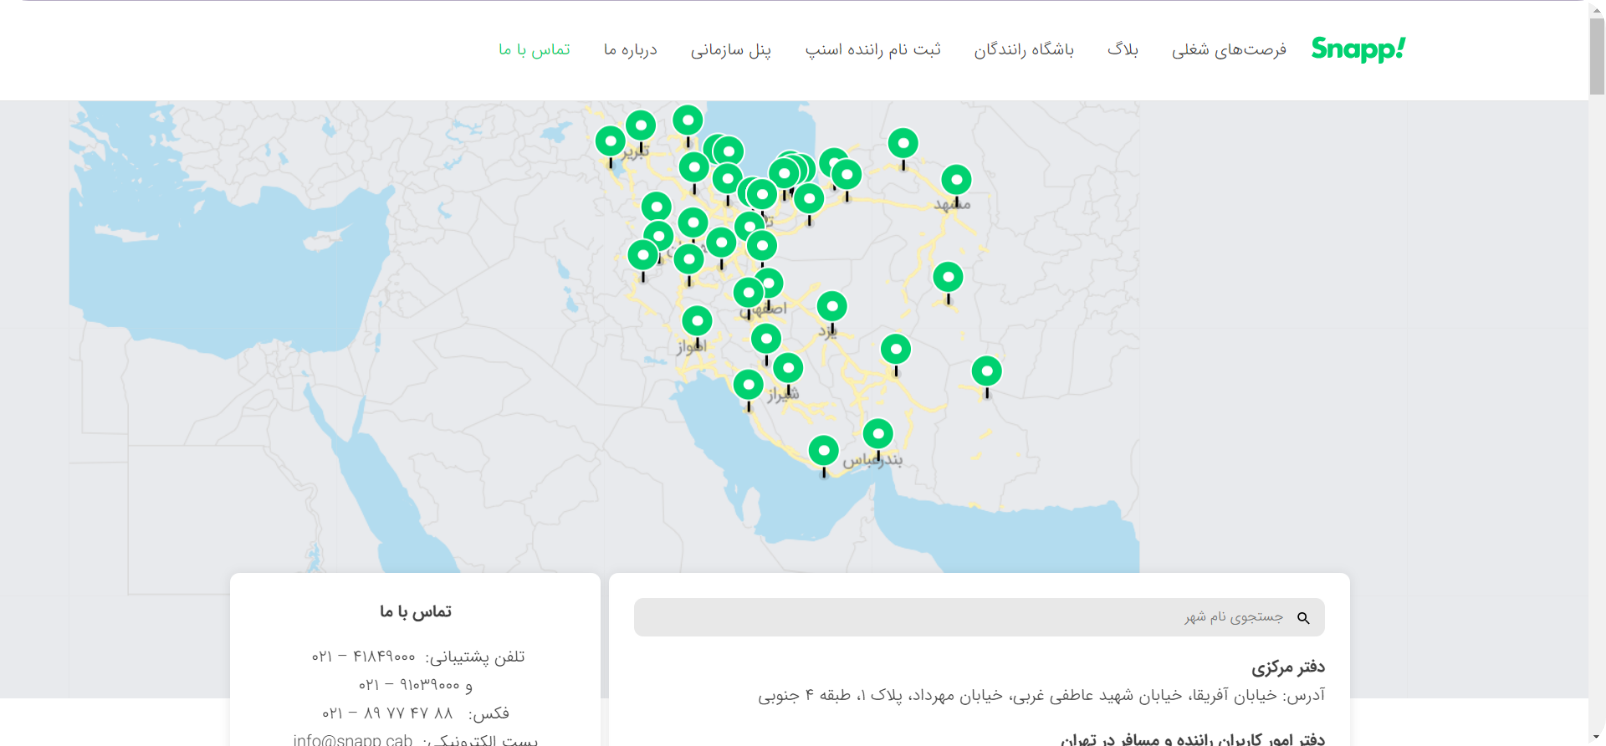 Snapp!
فرصت‌های شغلی
باشگاه رانندگان
بلاگ
ثبت نام راننده اسنپ
پنل سازمانی
درباره ما
تماس با ما
تبریز
مشهد
اصفهان
یزد
اهواز
شیراز
بندرعباس
جستجوی نام شهر
دفتر مرکزی
آدرس: خیابان آفریقا، خیابان شهید عاطفی غربی، خیابان مهرداد، پلاک ۱، طبقه ۴ جنوبی
دفتر امور کاربران راننده و مسافر در تهران
تماس با ما
تلفن پشتیبانی: ۴۱۸۴۹۰۰۰ – ۰۲۱
و ۹۱۰۳۹۰۰۰ – ۰۲۱
فکس: ۸۸ ۴۷ ۷۷ ۸۹ – ۰۲۱
پست الکترونیکی: info@snapp.cab